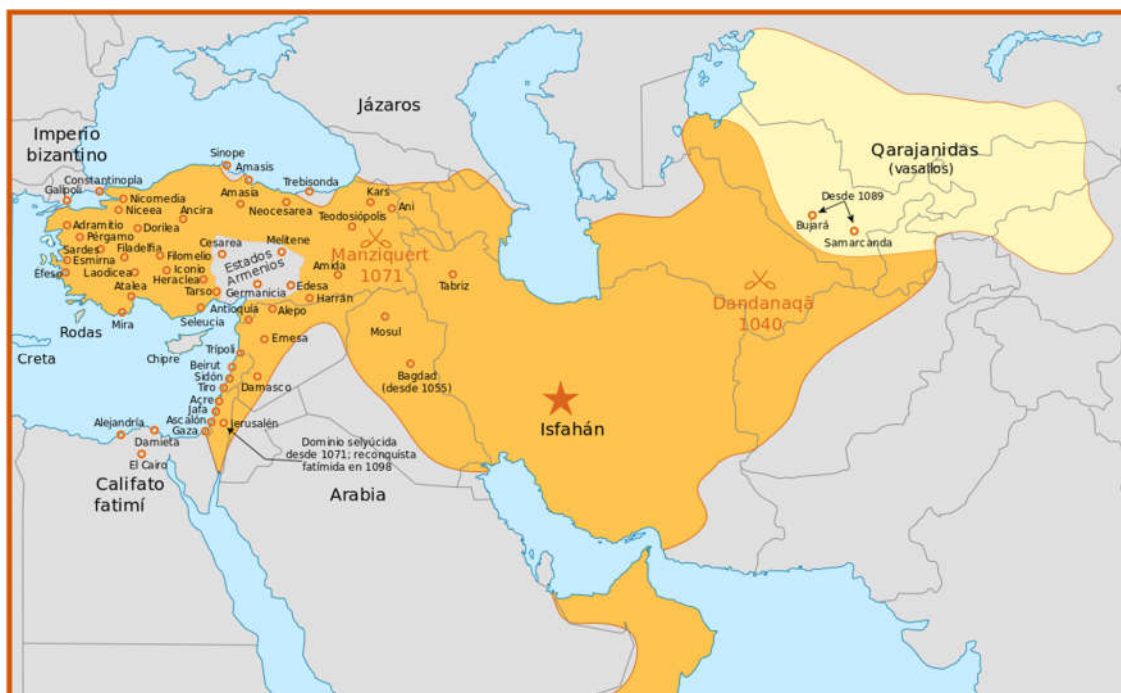 Imperio
bizantino
Jázaros
Qarajanidas
(vasallos)
Desde 1089
Bujará
Samarcanda
Sinope
Amasis
Constantinopla
Galípoli
Nicomedia
Trebisonda
Kars
Ani
Amasia
Neocesarea
Niceea
Ancira
Teodosiópolis
Adramitio
Dorilea
Pérgamo
Cesarea
Melitene
Manziquert
1071
Sardes
Filadelfia
Filomelio
Estados
Armenios
Esmirna
Iconio
Amida
Tabriz
Éfeso
Laodicea
Heraclea
Edesa
Atalea
Tarso
Germanicia
Harrán
Dandanaqā
1040
Antioquía
Alepo
Mira
Seleucia
Rodas
Mosul
Emesa
Creta
Chipre
Trípoli
Beirut
Bagdad
(desde 1055)
Sidón
Tiro
Damasco
Acre
Jafa
Isfahán
Alejandría
Ascalón
Jerusalén
Gaza
Damieta
Dominio selyúcida
desde 1071; reconquista
fatimida en 1098
El Cairo
Califato
fatimí
Arabia